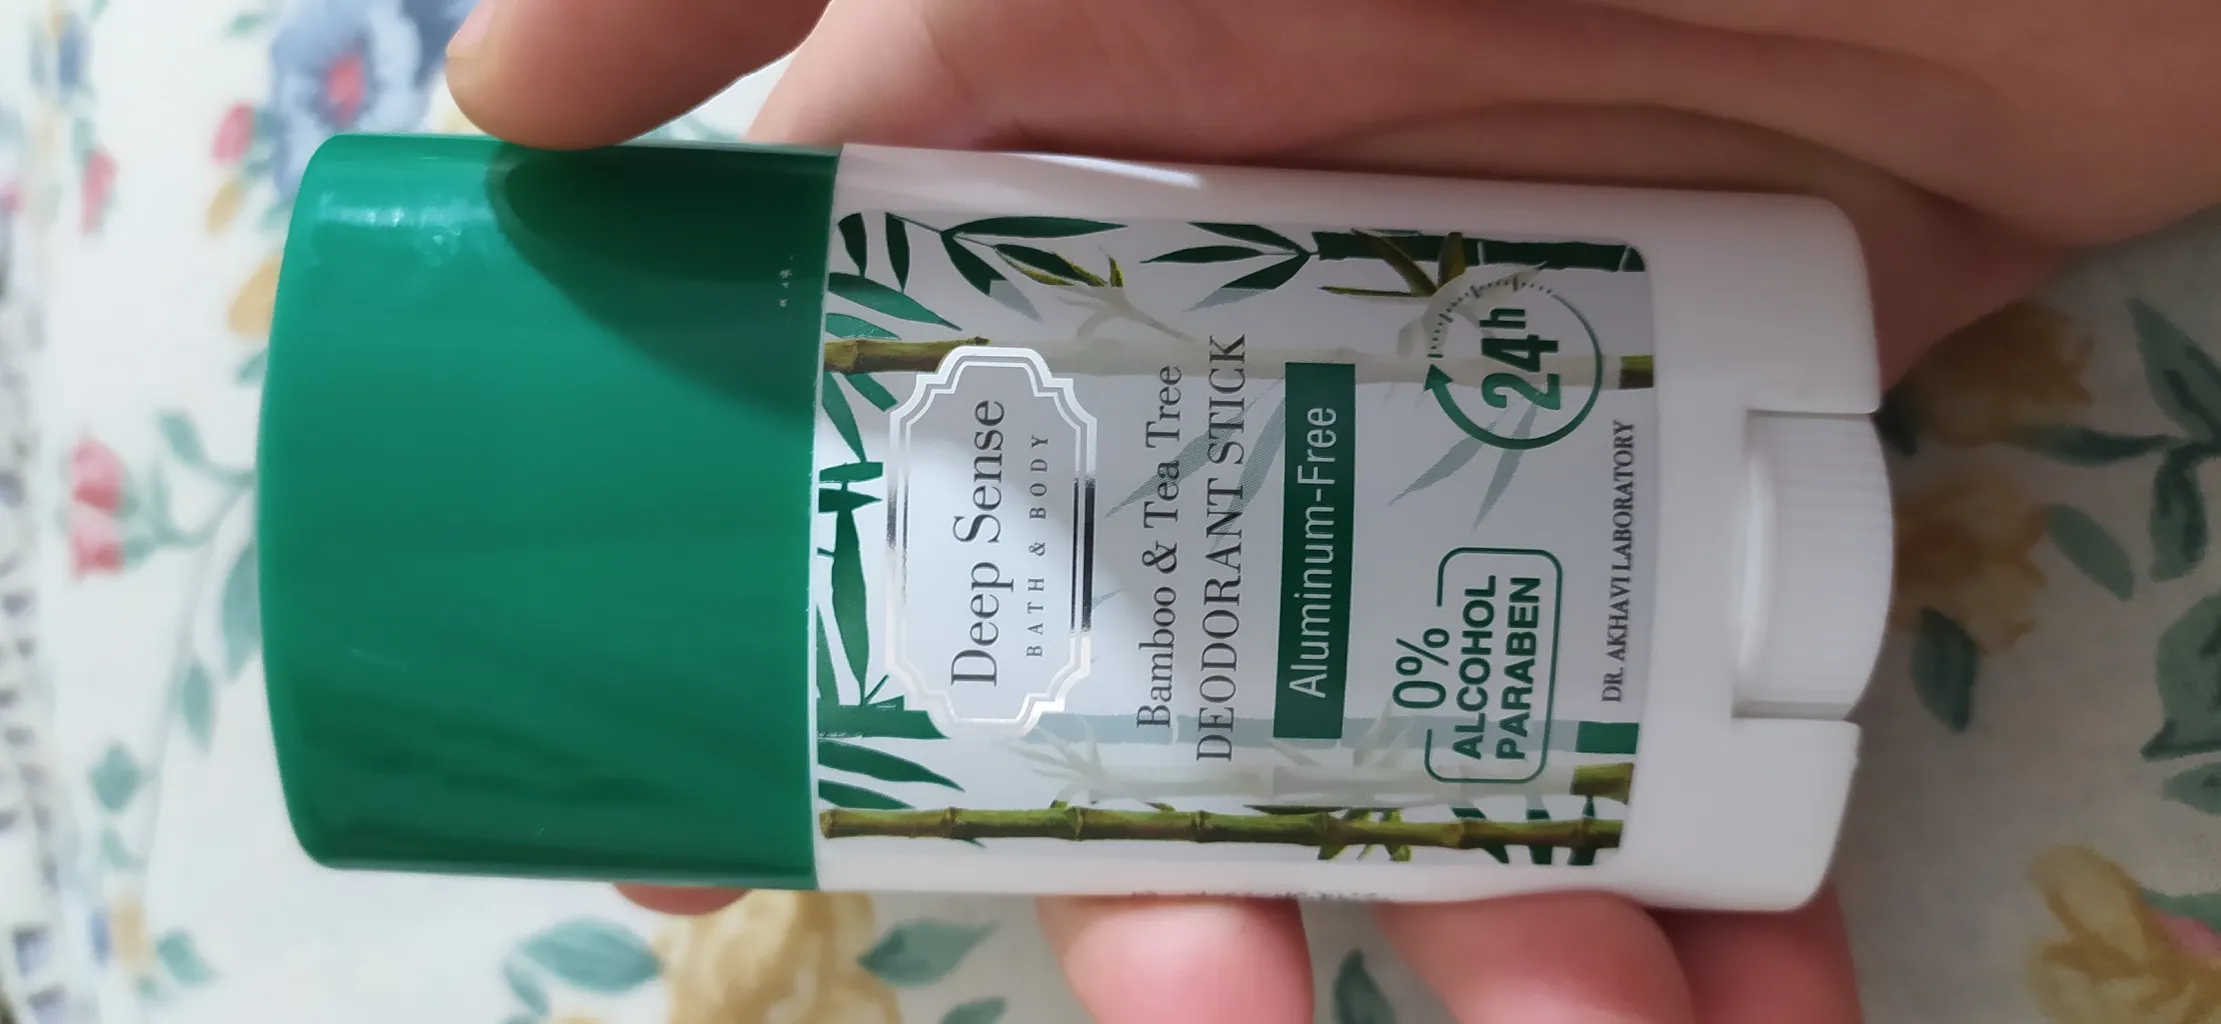 Deep Sense
BATH & BODY
Bamboo & Tea Tree
DEODORANT STICK
Aluminum-Free
0%
ALCOHOL
PARABEN
24h
DR. AKHAVI LABORATORY